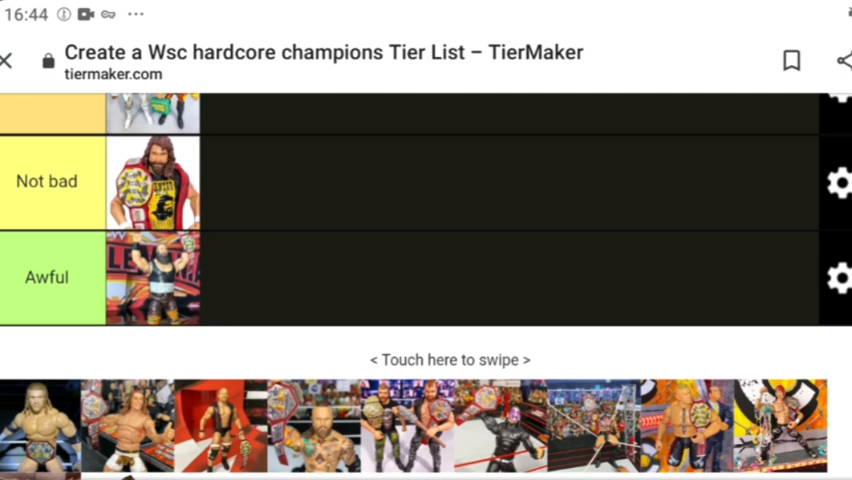 16:44
Create a Wsc hardcore champions Tier List – TierMaker
tiermaker.com
Not bad
Awful
< Touch here to swipe >